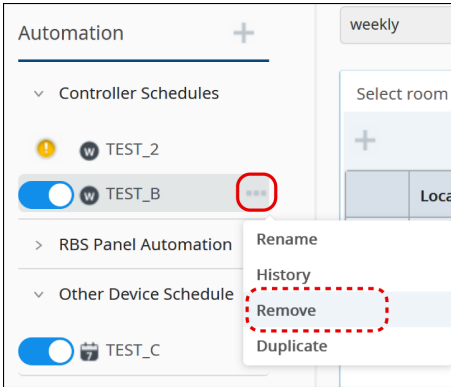 Automation
weekly
Controller Schedules
Select room
W TEST_2
W TEST_B
Loca
RBS Panel Automation
Rename
History
Other Device Schedule
Remove
Duplicate
7 TEST_C